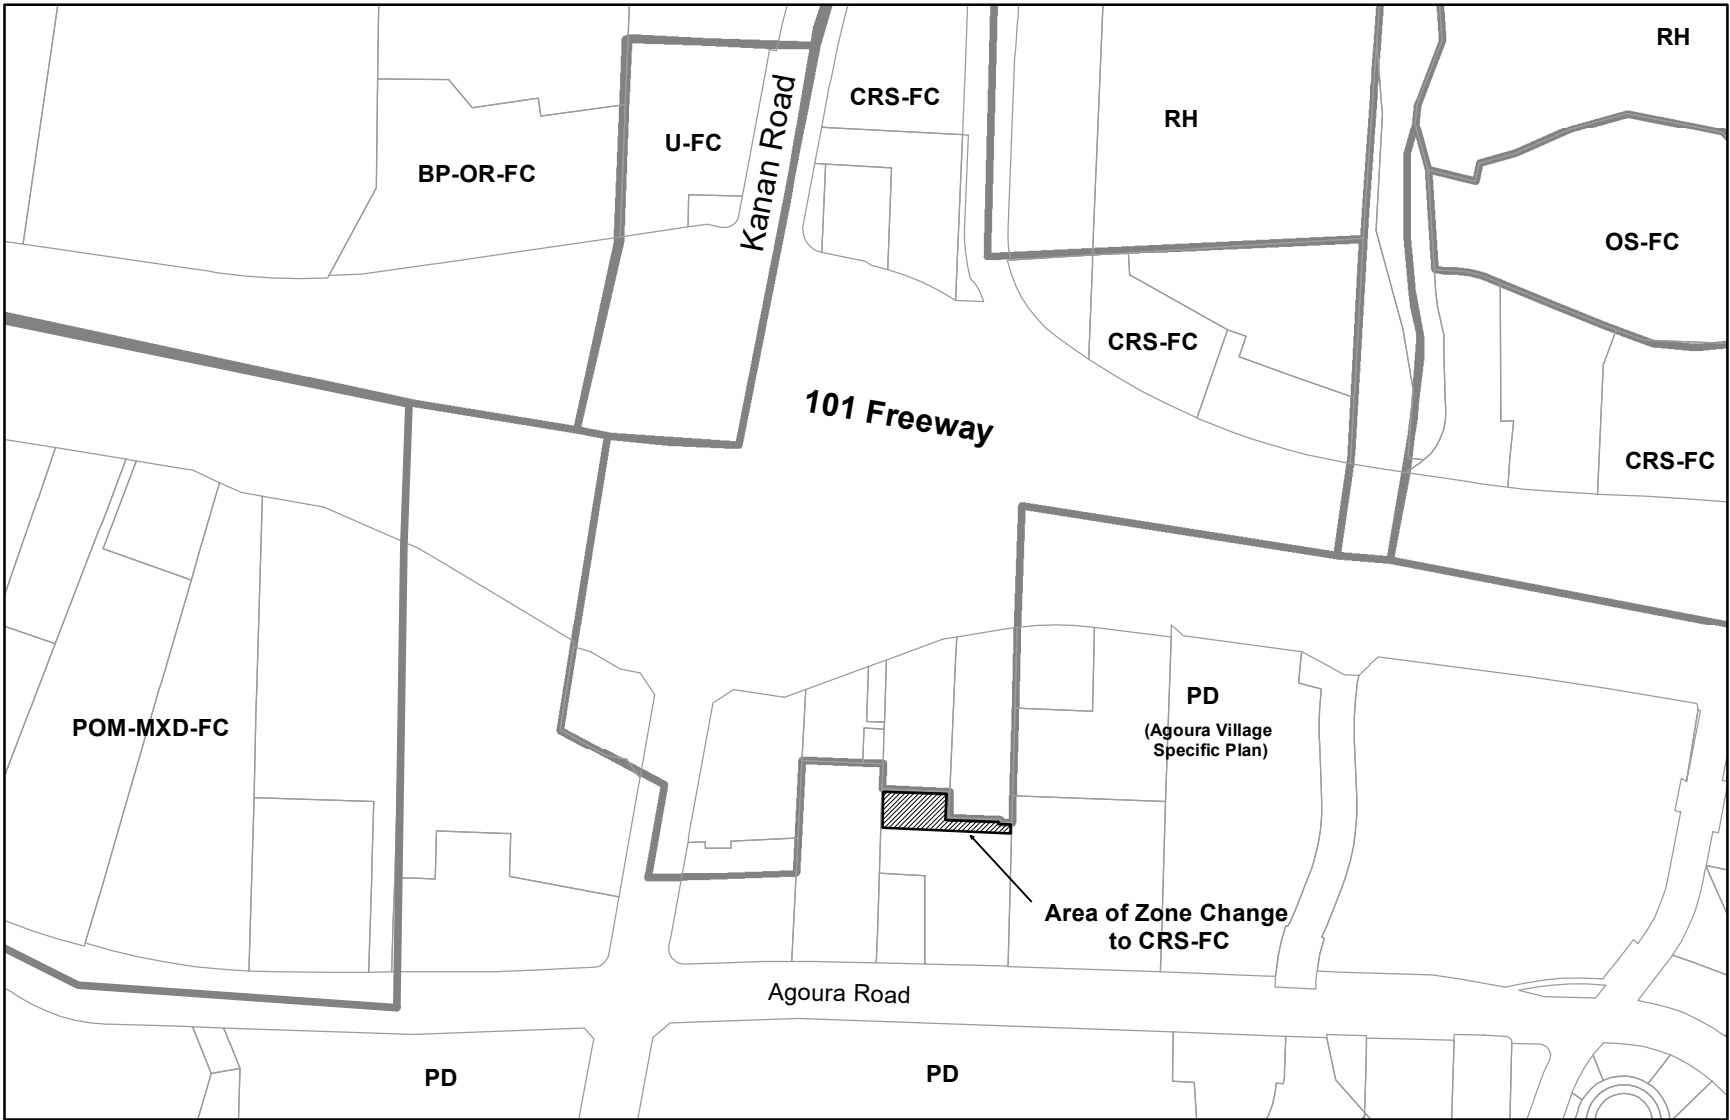 RH
CRS-FC
RH
U-FC
Kanan Road
BP-OR-FC
OS-FC
CRS-FC
101 Freeway
CRS-FC
PD
(Agoura Village
Specific Plan)
POM-MXD-FC
Area of Zone Change
to CRS-FC
Agoura Road
PD
PD